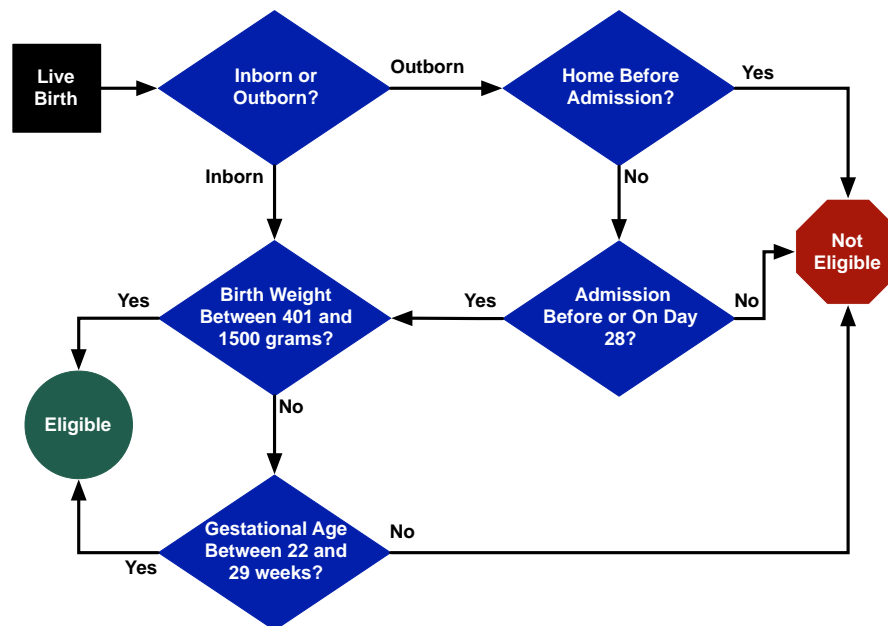 Live
Birth
Inborn or
Outborn?
Outborn
Home Before
Admission?
Yes
Inborn
No
Not
Eligible
Yes
Birth Weight
Between 401 and
1500 grams?
Yes
Admission
Before or On Day
28?
No
Eligible
No
Gestational Age
Between 22 and
29 weeks?
Yes
No